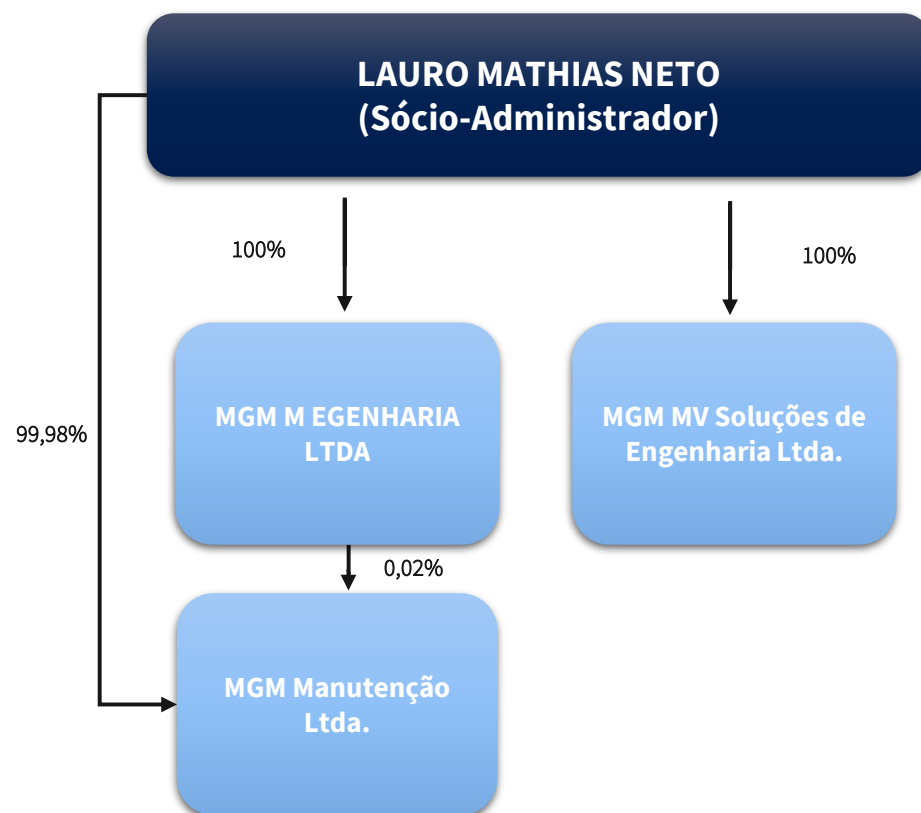 LAURO MATHIAS NETO
(Sócio-Administrador)
100%
100%
MGM M EGENHARIA
LTDA
MGM MV Soluções de
Engenharia Ltda.
99,98%
0,02%
MGM Manutenção
Ltda.